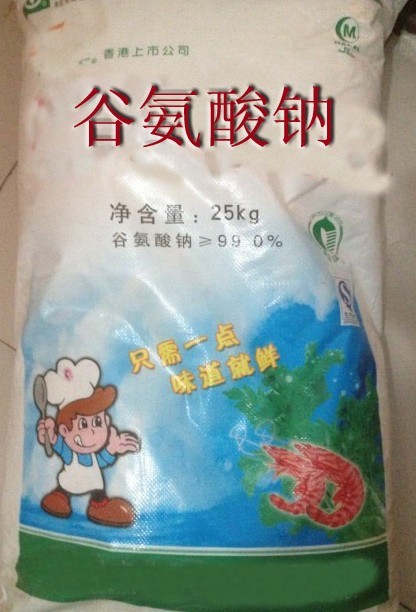 香港上市公司
谷氨酸钠
净含量：25kg
谷氨酸钠≥99 0%
只需一点
味道就鲜